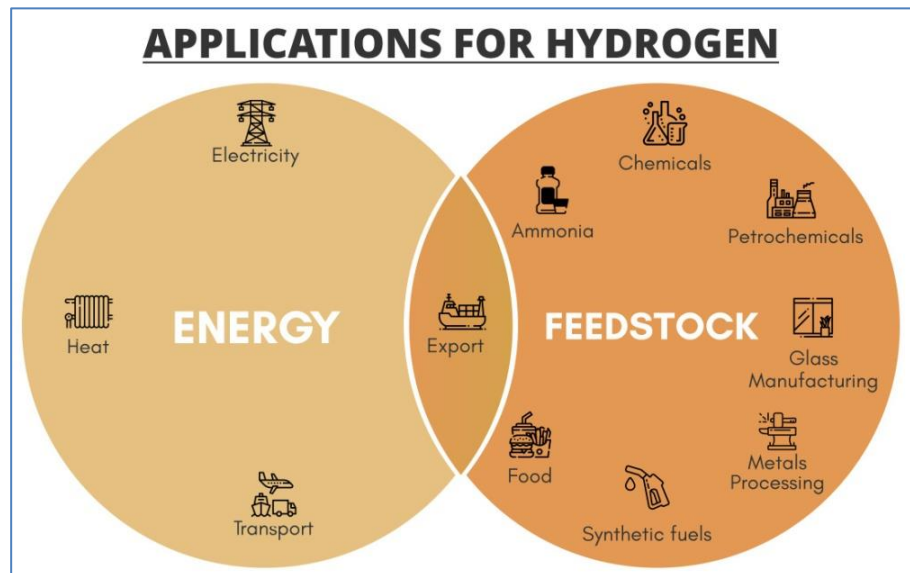 APPLICATIONS FOR HYDROGEN
Electricity
Heat
ENERGY
Transport
Export
Chemicals
Ammonia
Petrochemicals
FEEDSTOCK
Glass
Manufacturing
Food
Metals
Processing
Synthetic fuels